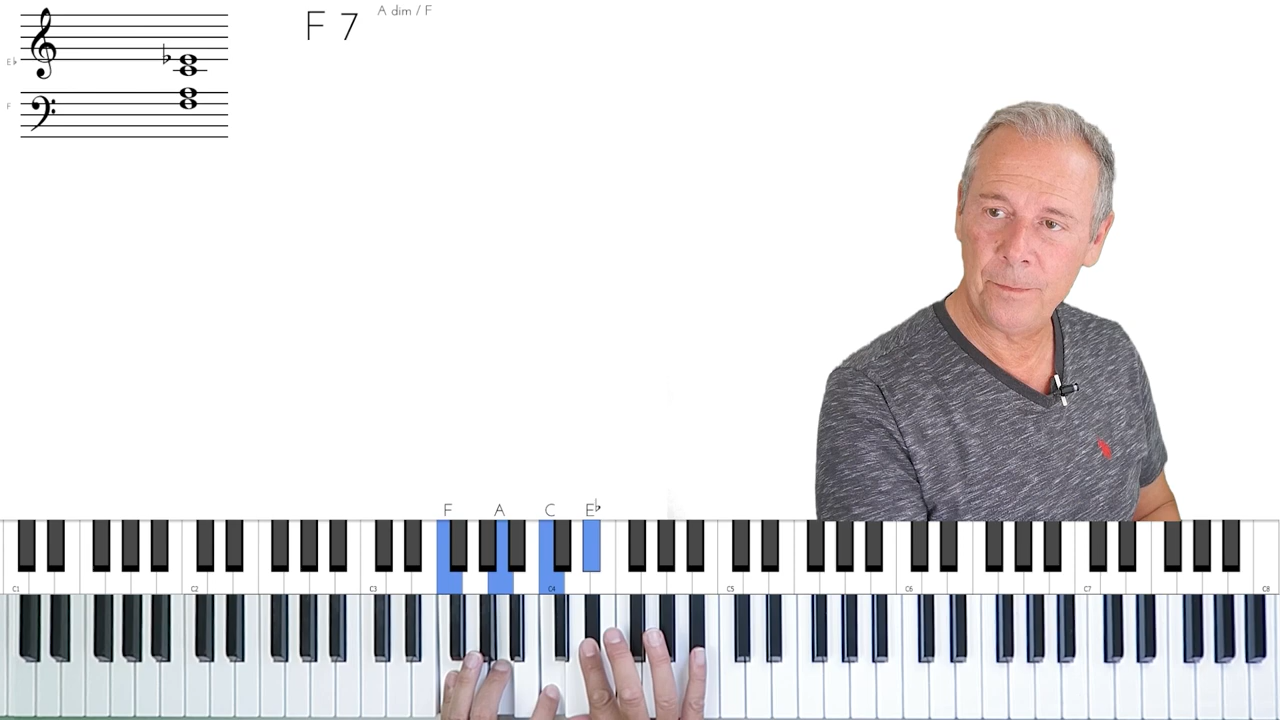 F 7
A dim / F
E♭
F
F A C E♭
C1 C2 C3 C4 C5 C6 C7 C8